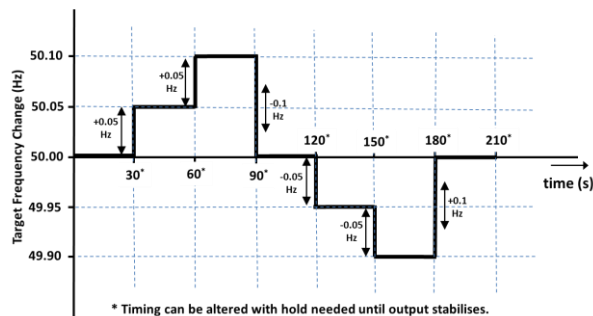 Target Frequency Change (Hz)
50.10
50.05
50.00
49.95
49.90
+0.05
Hz
+0.05
Hz
-0.1
Hz
30*
60*
90*
120*
150*
180*
210*
-0.05
Hz
-0.05
Hz
+0.1
Hz
time (s)
* Timing can be altered with hold needed until output stabilises.